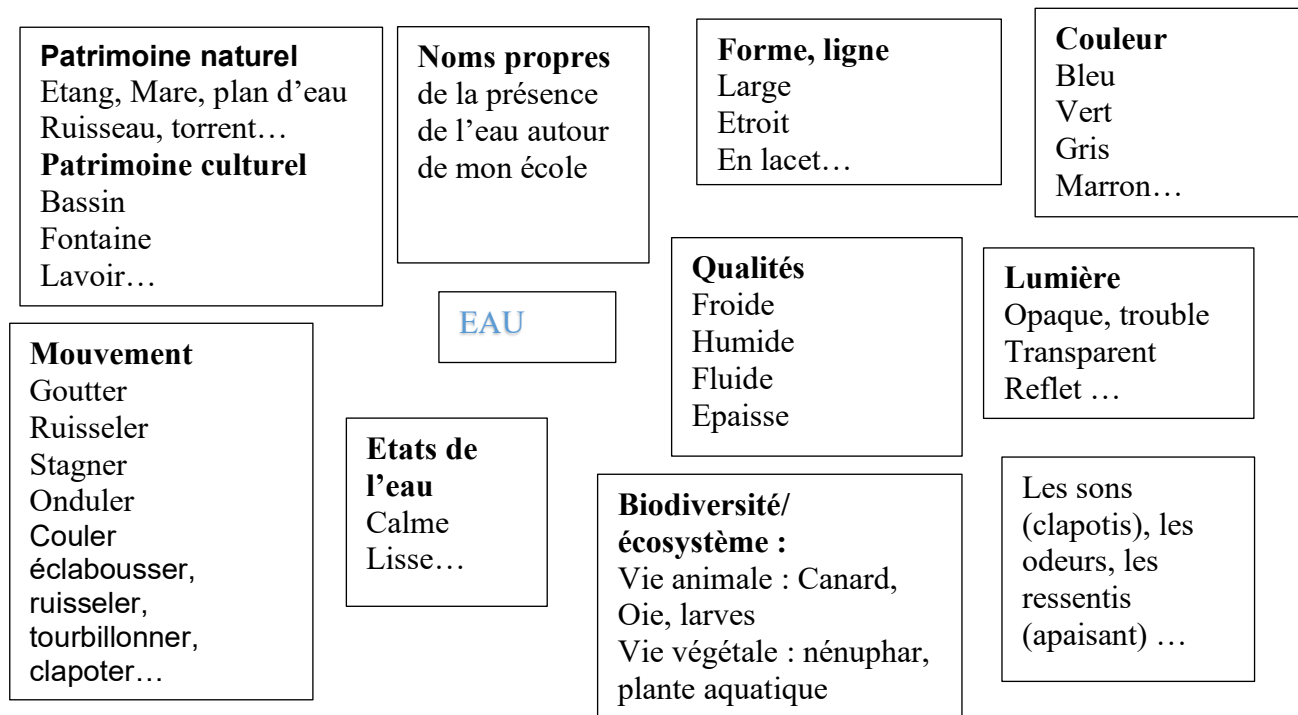 Patrimoine naturel
Etang, Mare, plan d’eau
Ruisseau, torrent…
Patrimoine culturel
Bassin
Fontaine
Lavoir…
Noms propres
de la présence
de l’eau autour
de mon école
Forme, ligne
Large
Etroit
En lacet…
Couleur
Bleu
Vert
Gris
Marron…
EAU
Qualités
Froide
Humide
Fluide
Epaisse
Lumière
Opaque, trouble
Transparent
Reflet …
Mouvement
Goutter
Ruisseler
Stagner
Onduler
Couler
éclabousser,
ruisseler,
tourbillonner,
clapoter…
Etats de
l’eau
Calme
Lisse…
Biodiversité/
écosystème :
Vie animale : Canard,
Oie, larves
Vie végétale : nénuphar,
plante aquatique
Les sons
(clapotis), les
odeurs, les
ressentis
(apaisant) …